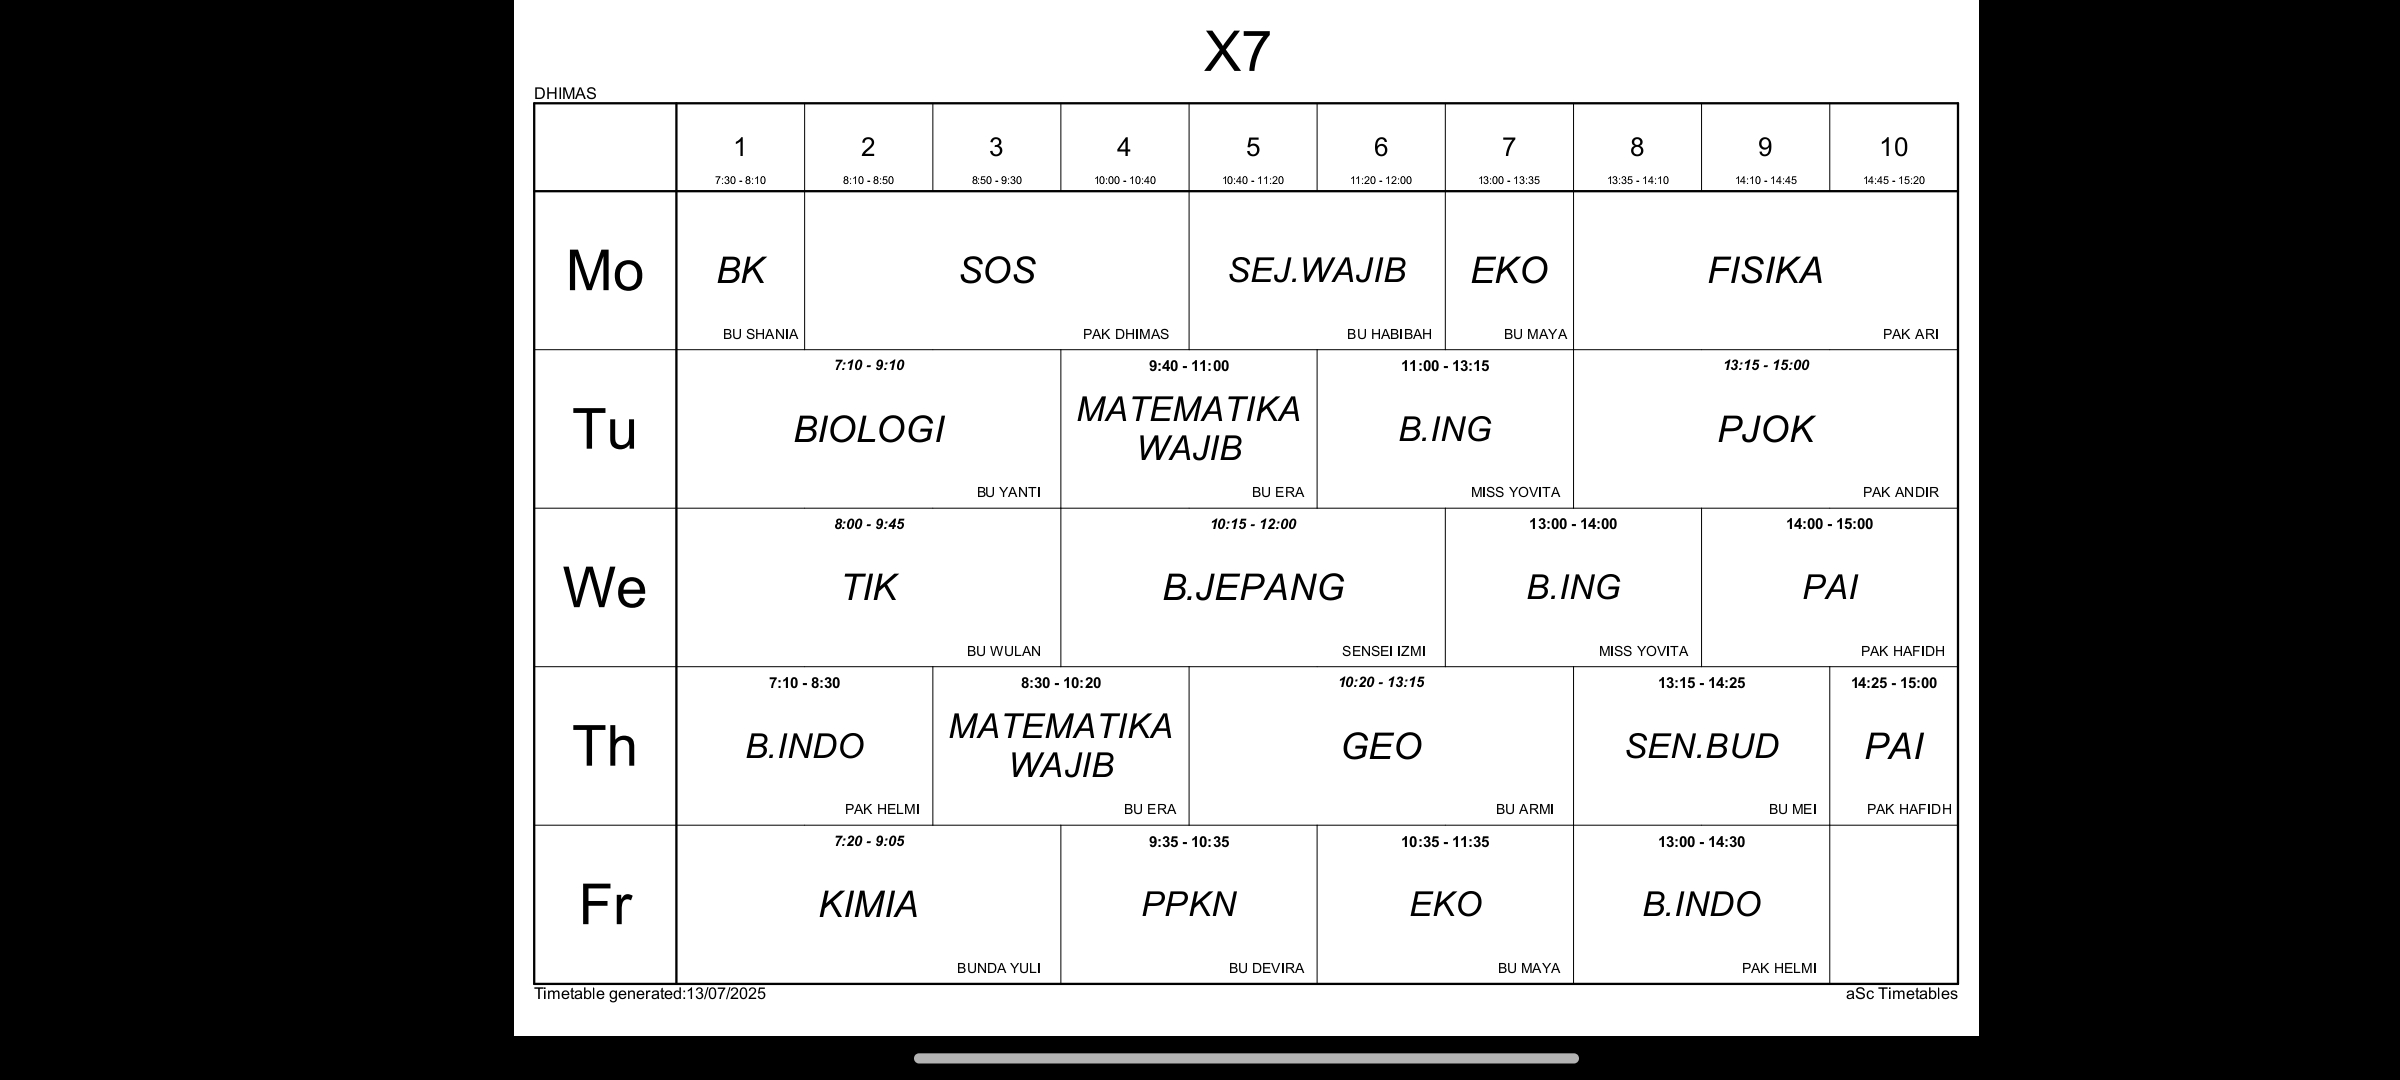 X7
DHIMAS
1 2 3 4 5 6 7 8 9 10
7:30 - 8:10 8:10 - 8:50 8:50 - 9:30 10:00 - 10:40 10:40 - 11:20 11:20 - 12:00 13:00 - 13:35 13:35 - 14:10 14:10 - 14:45 14:45 - 15:20
Mo BK SOS SEJ.WAJIB EKO FISIKA
BU SHANIA PAK DHIMAS BU HABIBAH BU MAYA PAK ARI
7:10 - 9:10 9:40 - 11:00 11:00 - 13:15 13:15 - 15:00
Tu BIOLOGI MATEMATIKA WAJIB B.ING PJOK
BU YANTI BU ERA MISS YOVITA PAK ANDIR
8:00 - 9:45 10:15 - 12:00 13:00 - 14:00 14:00 - 15:00
We TIK B.JEPANG B.ING PAI
BU WULAN SENSEI IZMI MISS YOVITA PAK HAFIDH
7:10 - 8:30 8:30 - 10:20 10:20 - 13:15 13:15 - 14:25 14:25 - 15:00
Th B.INDO MATEMATIKA WAJIB GEO SEN.BUD PAI
PAK HELMI BU ERA BU ARMI BU MEI PAK HAFIDH
7:20 - 9:05 9:35 - 10:35 10:35 - 11:35 13:00 - 14:30
Fr KIMIA PPKN EKO B.INDO
BUNDA YULI BU DEVIRA BU MAYA PAK HELMI
Timetable generated:13/07/2025 aSc Timetables